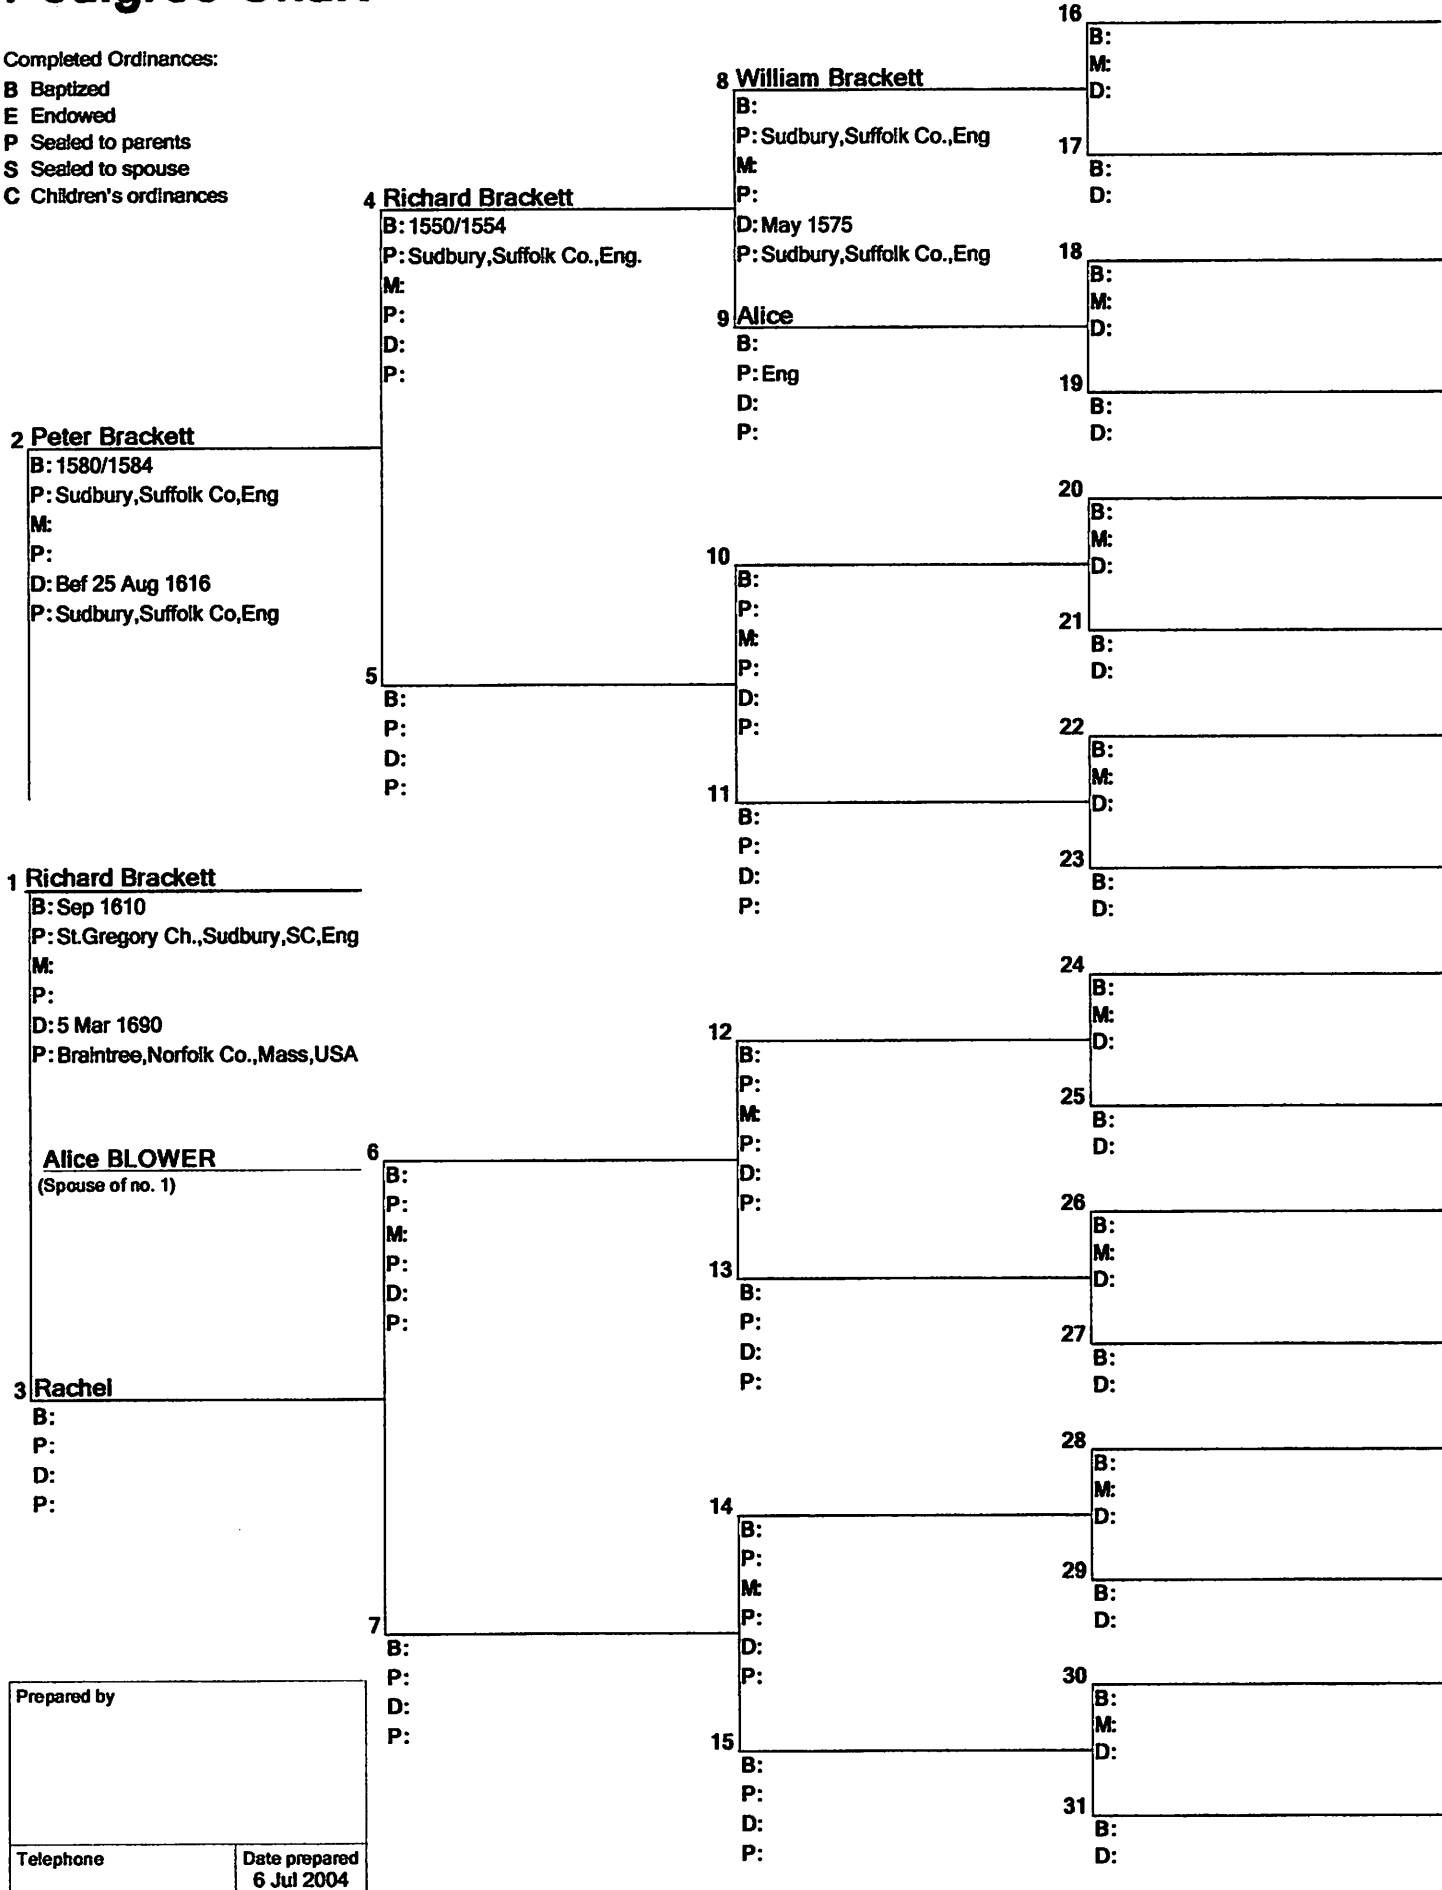 Completed Ordinances:
B Baptized
E Endowed
P Sealed to parents
S Sealed to spouse
C Children's ordinances
2 Peter Brackett
B: 1580/1584
P: Sudbury,Suffolk Co,Eng
M:
P:
D: Bef 25 Aug 1616
P: Sudbury,Suffolk Co,Eng
1 Richard Brackett
B: Sep 1610
P: St.Gregory Ch.,Sudbury,SC,Eng
M:
P:
D: 5 Mar 1690
P: Braintree,Norfolk Co.,Mass,USA
Alice BLOWER
(Spouse of no. 1)
3 Rachel
B:
P:
D:
P:
Prepared by
Telephone
Date prepared
6 Jul 2004
4 Richard Brackett
B: 1550/1554
P: Sudbury,Suffolk Co.,Eng.
M:
P:
D:
P:
5
B:
P:
D:
P:
6
B:
P:
M:
P:
D:
P:
7
B:
P:
D:
P:
8 William Brackett
B:
P: Sudbury,Suffolk Co.,Eng
M:
P:
D: May 1575
P: Sudbury,Suffolk Co.,Eng
9 Alice
B:
P: Eng
D:
P:
10
B:
P:
M:
P:
D:
P:
11
B:
P:
D:
P:
12
B:
P:
M:
P:
D:
P:
13
B:
P:
D:
P:
14
B:
P:
M:
P:
D:
P:
15
B:
P:
D:
P:
16
B:
M:
D:
17
B:
D:
18
B:
M:
D:
19
B:
D:
20
B:
M:
D:
21
B:
D:
22
B:
M:
D:
23
B:
D:
24
B:
M:
D:
25
B:
D:
26
B:
M:
D:
27
B:
D:
28
B:
M:
D:
29
B:
D:
30
B:
M:
D:
31
B:
D: